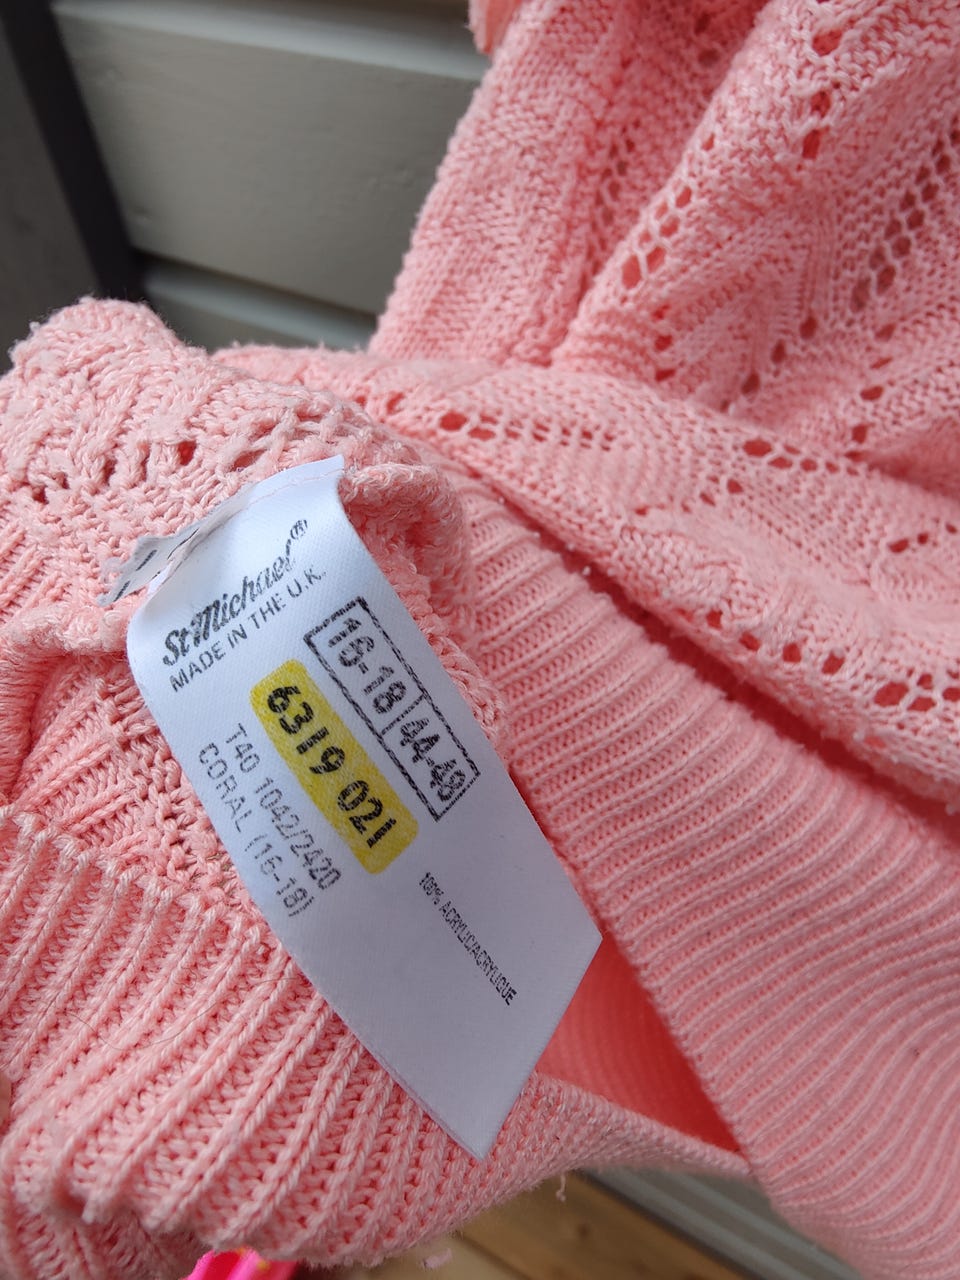 St Michael®
MADE IN THE U.K.
16-18 44-48
6319 021
T40 1042/2420
CORAL (16-18)
100% ACRYLIC/ACRYLIQUE